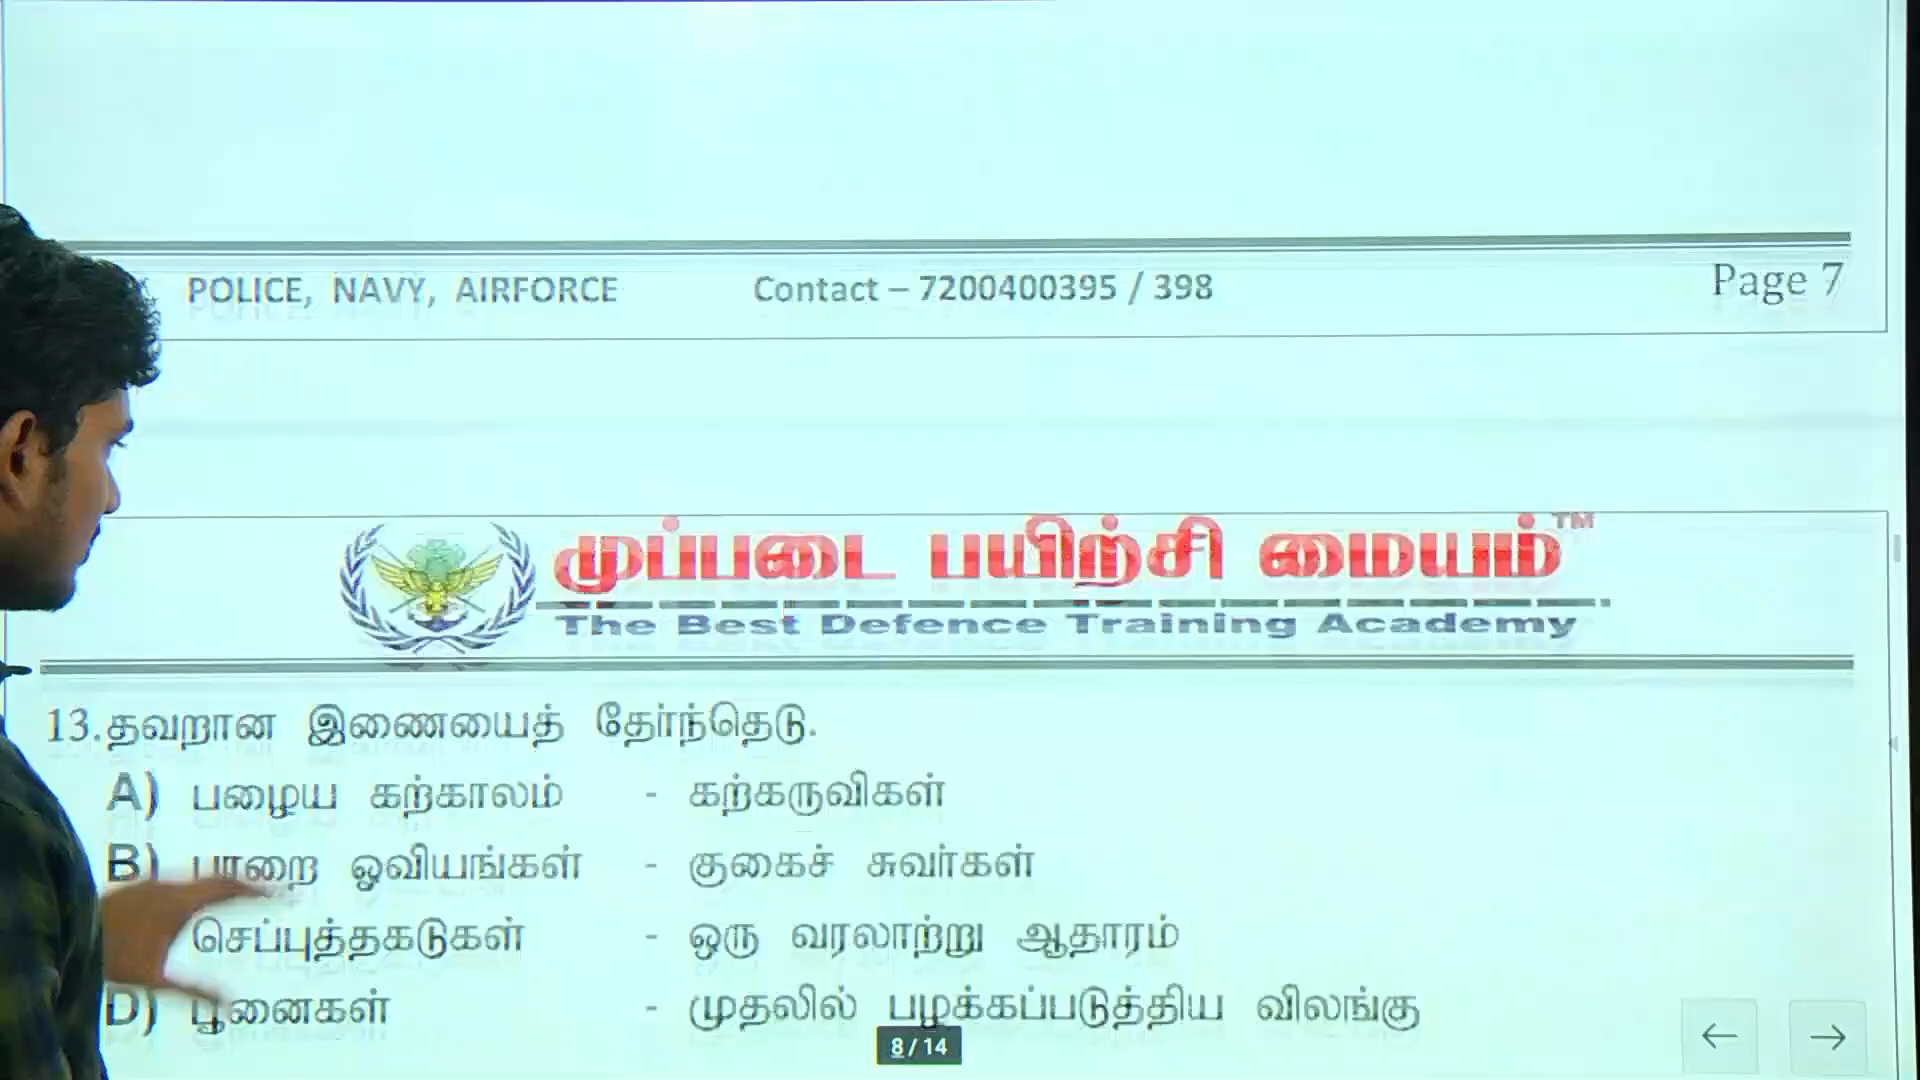 POLICE, NAVY, AIRFORCE Contact – 7200400395 / 398 Page 7
முப்படை பயிற்சி மையம்™
The Best Defence Training Academy
13.தவறான இணையைத் தேர்ந்தெடு.
A) பழைய கற்காலம் - கற்கருவிகள்
B) பாறை ஓவியங்கள் - குகைச் சுவர்கள்
செப்புத்தகடுகள் - ஒரு வரலாற்று ஆதாரம்
D) பூனைகள் - முதலில் பழக்கப்படுத்திய விலங்கு
8 / 14